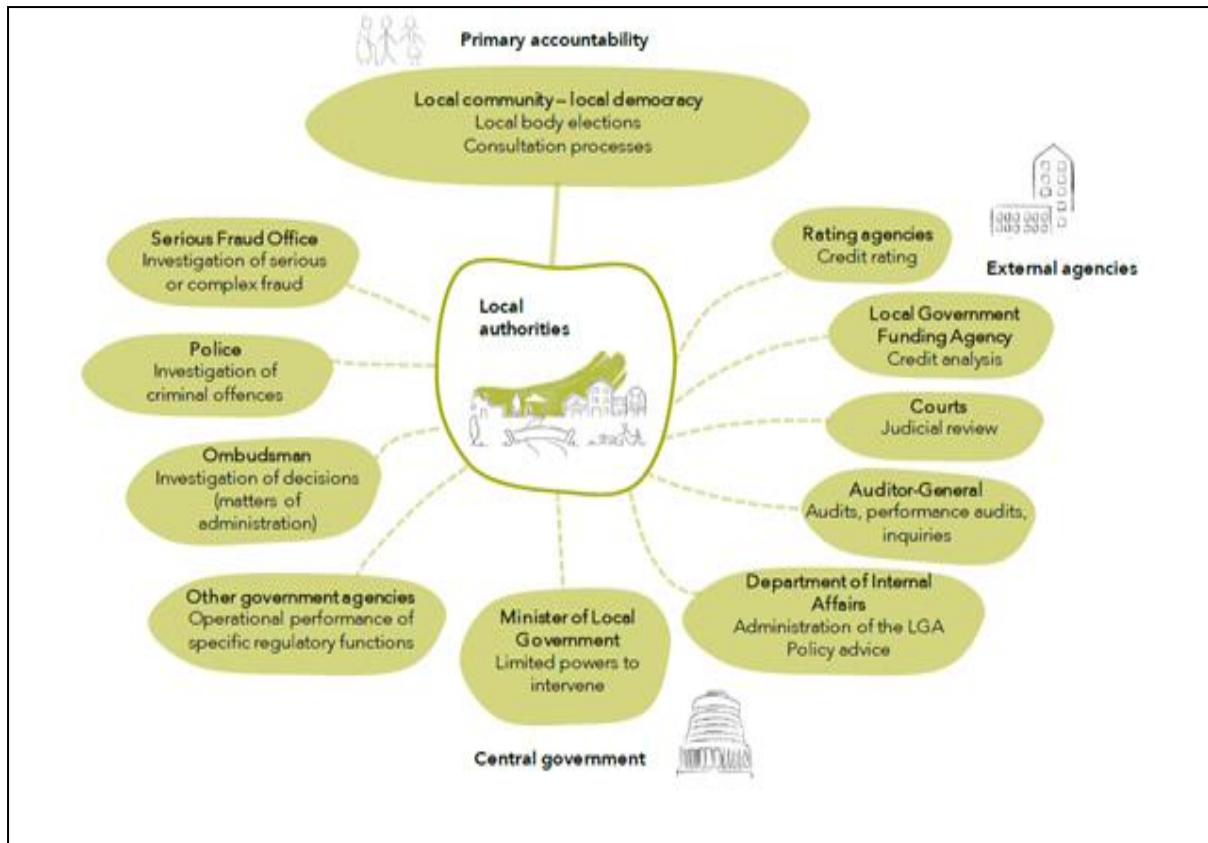 Primary accountability
Local community – local democracy
Local body elections
Consultation processes
Serious Fraud Office
Investigation of serious
or complex fraud
Rating agencies
Credit rating
External agencies
Local
authorities
Local Government
Funding Agency
Credit analysis
Police
Investigation of
criminal offences
Courts
Judicial review
Ombudsman
Investigation of decisions
(matters of
administration)
Auditor-General
Audits, performance audits,
inquiries
Other government agencies
Operational performance of
specific regulatory functions
Minister of Local
Government
Limited powers to
intervene
Department of Internal
Affairs
Administration of the LGA
Policy advice
Central government